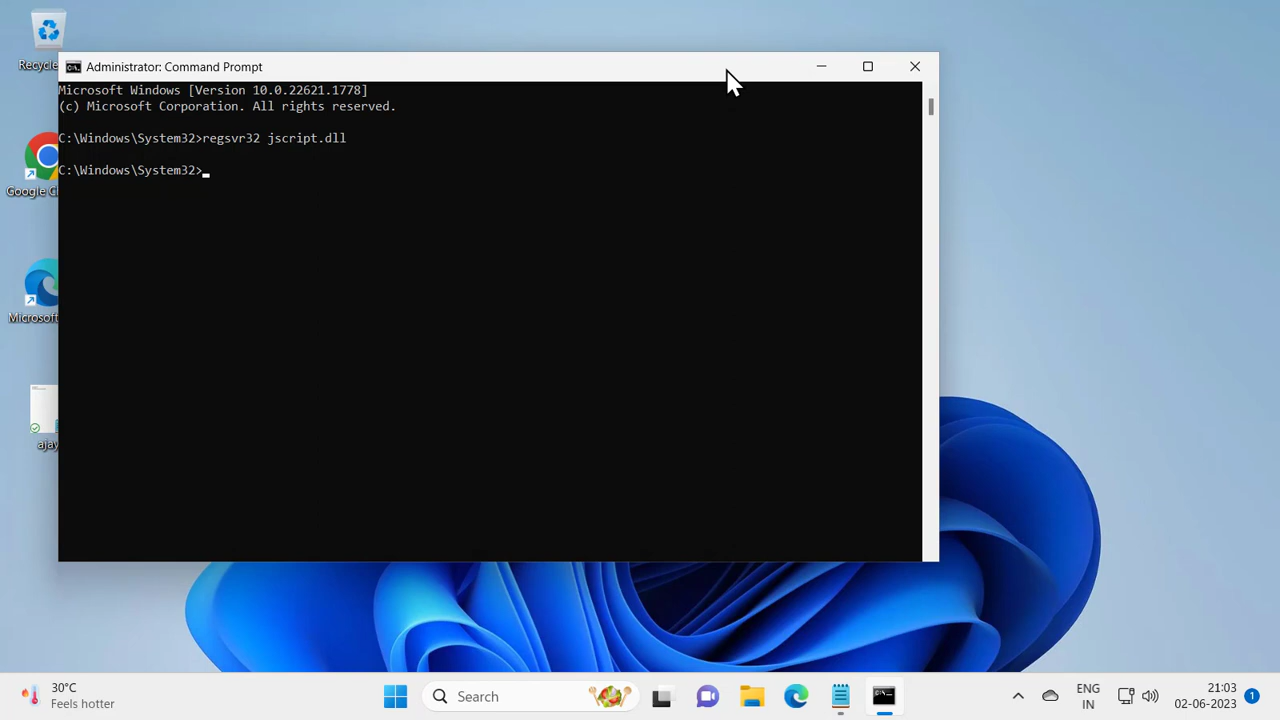 Recycle
Administrator: Command Prompt
Microsoft Windows [Version 10.0.22621.1778]
(c) Microsoft Corporation. All rights reserved.
C:\Windows\System32>regsvr32 jscript.dll
C:\Windows\System32>
Google C
Microsoft
ajay
30°C
Feels hotter
Search
ENG
IN
21:03
02-06-2023
1